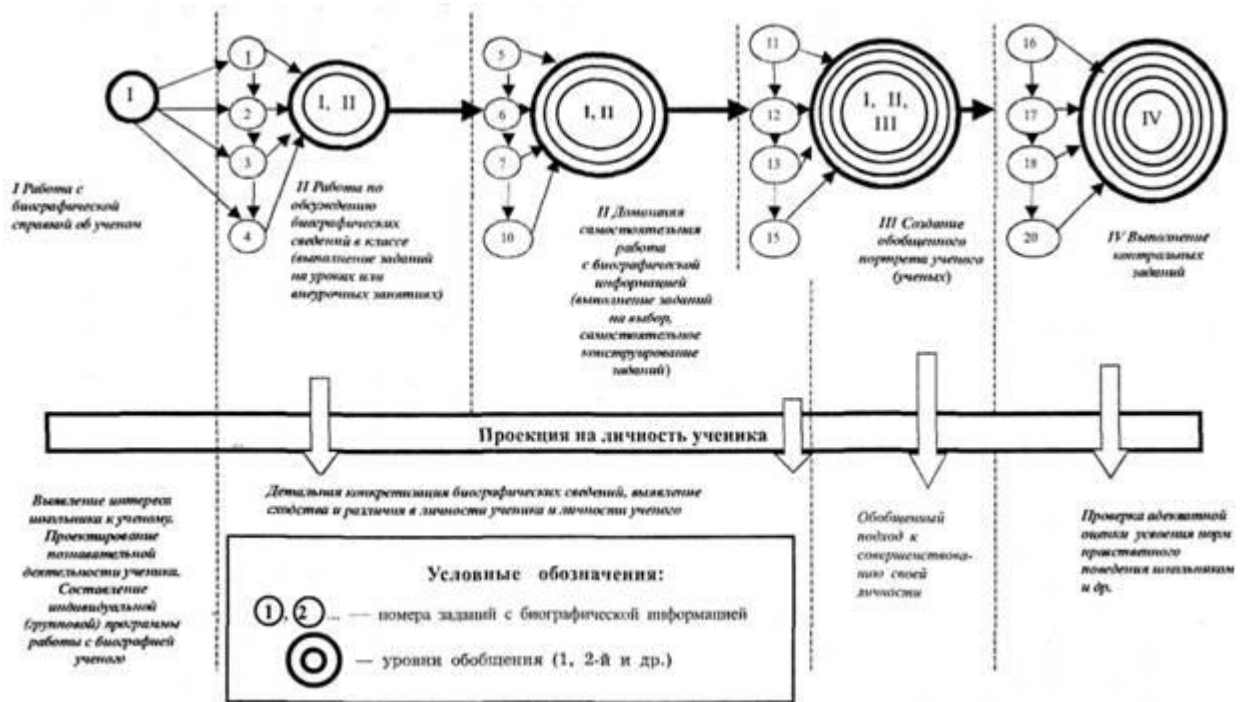 I
1
2
3
4
I, II
5
6
7
10
I, II
11
12
13
15
I, II,
III
16
17
18
20
IV
I Работа с
биографической
справкой об ученом
II Работа по
обсуждению
биографических
сведений в классе
(выполнение заданий
на уроках или
внеурочных занятиях)
II Домашняя
самостоятельная
работа
с биографической
информацией
(выполнение заданий
на выбор,
самостоятельное
конструирование
заданий)
III Создание
обобщенного
портрета ученого
(ученых)
IV Выполнение
контрольных
заданий
Проекция на личность ученика
Выявление интереса
школьника к ученому.
Проектирование
познавательной
деятельности ученика.
Составление
индивидуальной
(групповой) программы
работы с биографией
ученого
Детальная конкретизация биографических сведений, выявление
сходства и различия в личности ученика и личности ученого
Обобщенный
подход к
совершенствова-
нию своей
личности
Проверка адекватной
оценки усвоения норм
нравственного
поведения школьником
и др.
Условные обозначения:
1, 2 ... — номера заданий с биографической информацией
— уровни обобщения (1, 2-й и др.)